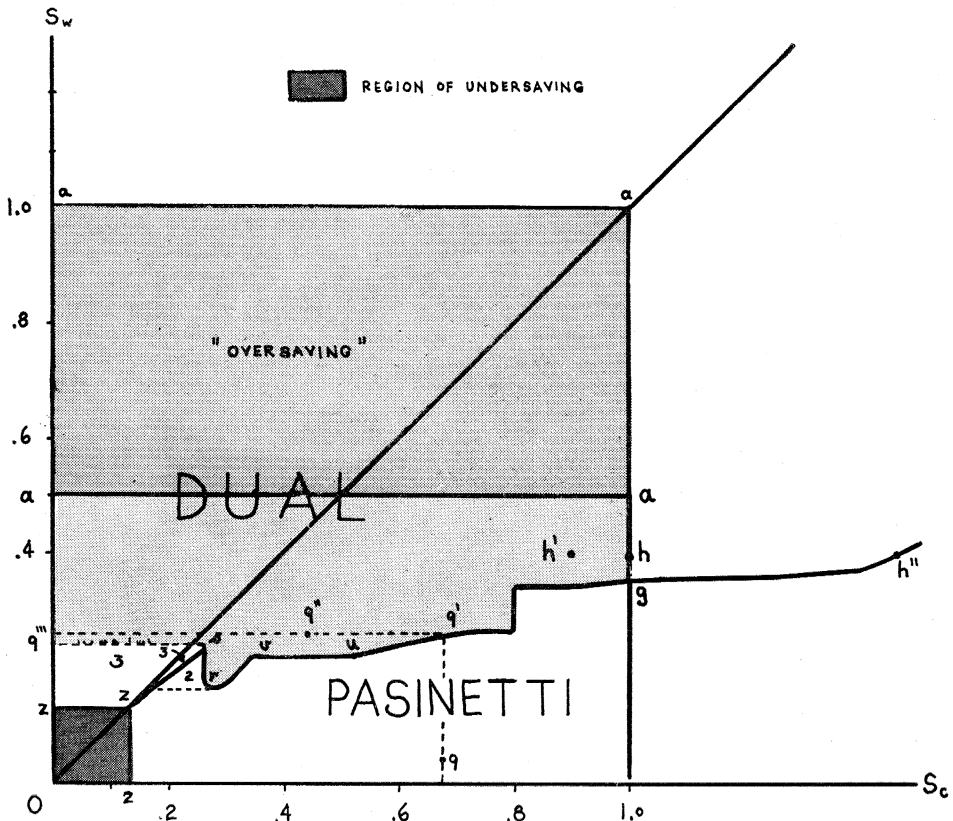 Sw
REGION OF UNDERSAVING
a
a
1.0
.8
"OVERSAVING"
.6
DUAL
a
a
.4
h'
h
h"
g
q"
q'
q'''
s
v
u
3
3
2
r
z
z
PASINETTI
q
O
z
.2
.4
.6
.8
1.0
Sc